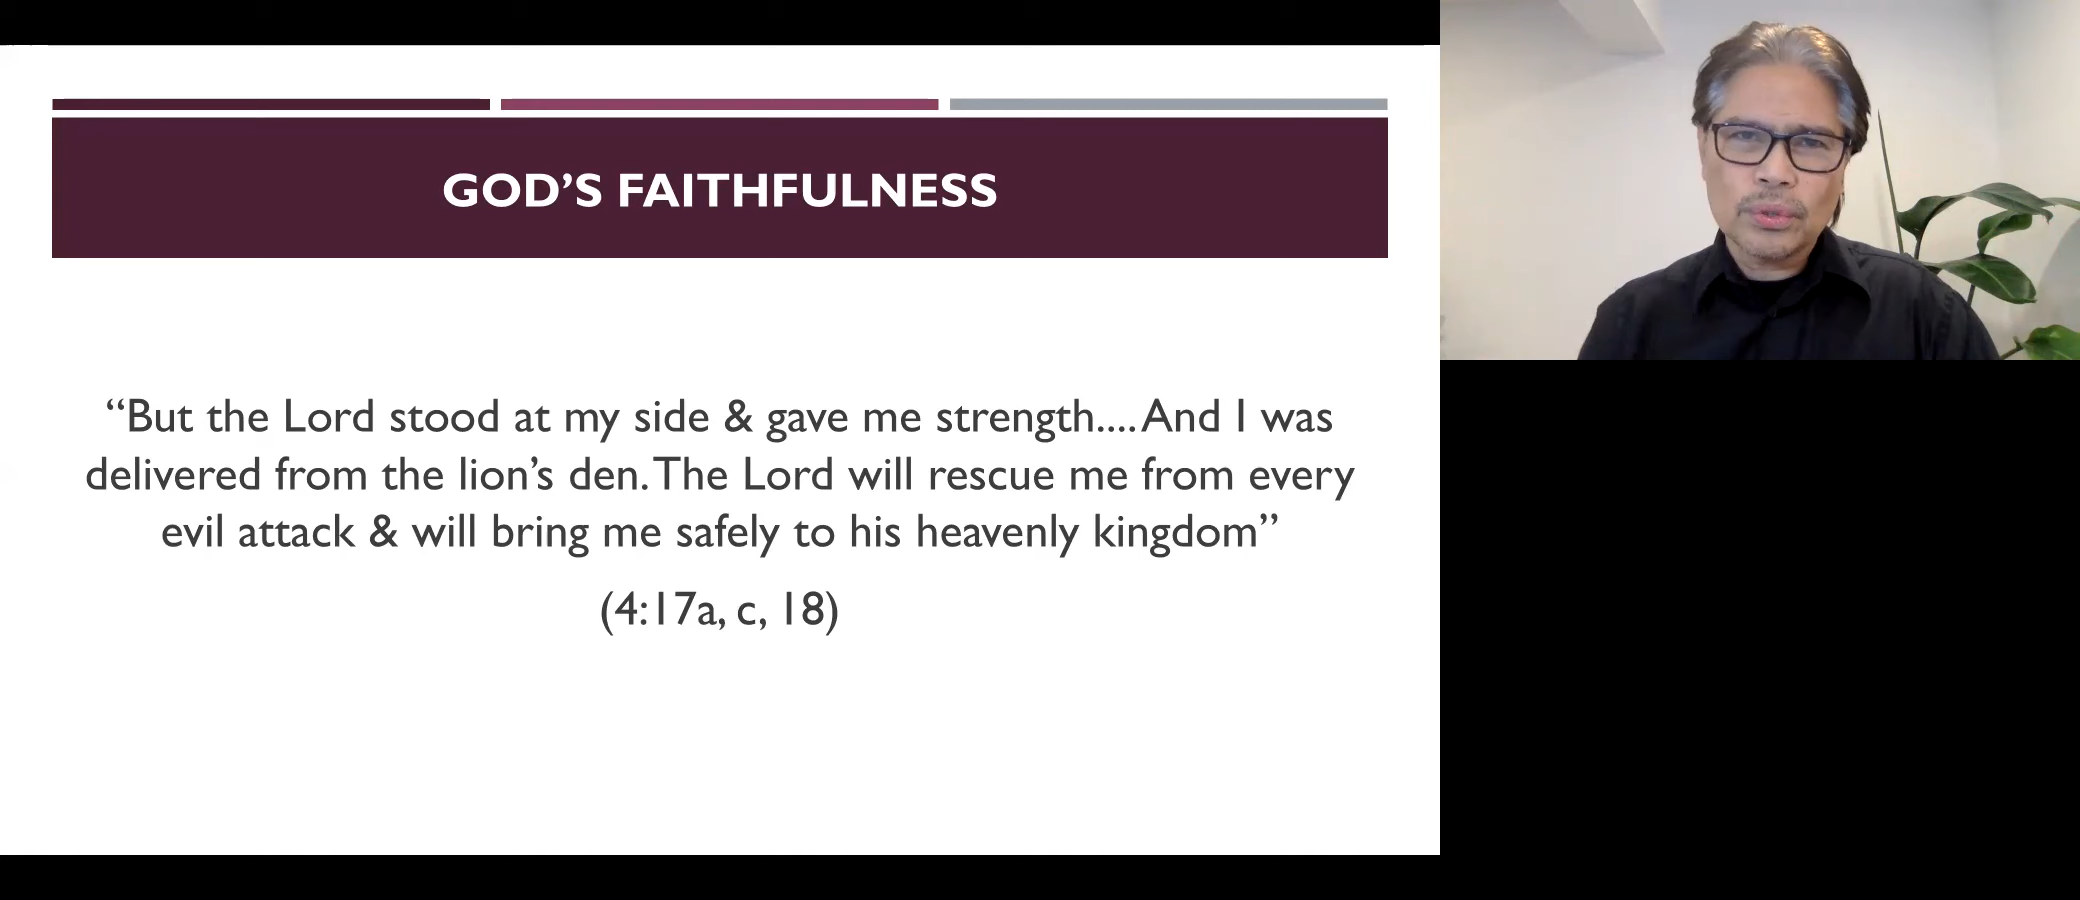 GOD’S FAITHFULNESS
“But the Lord stood at my side & gave me strength.... And I was
delivered from the lion’s den. The Lord will rescue me from every
evil attack & will bring me safely to his heavenly kingdom”
(4:17a, c, 18)